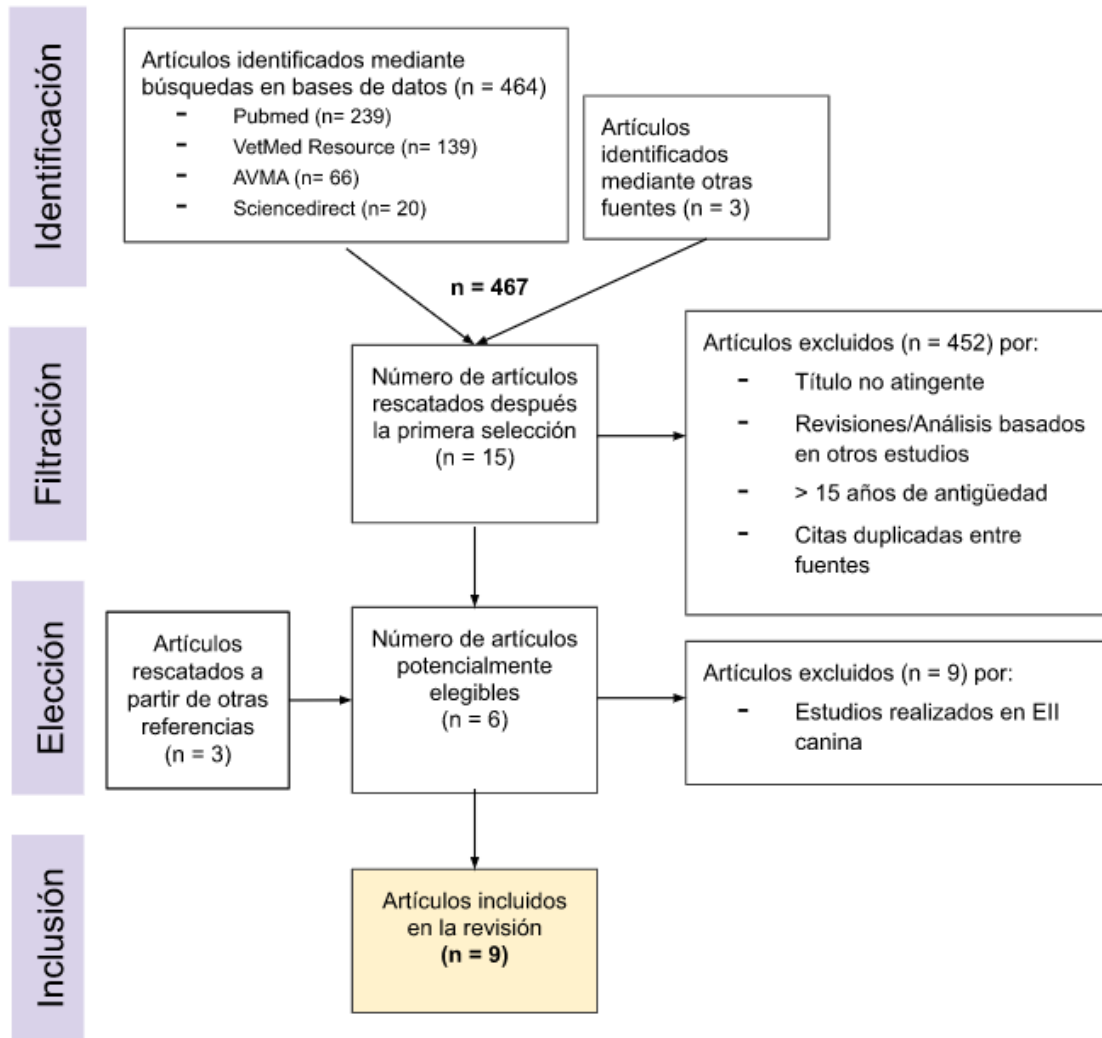 Identificación
Artículos identificados mediante
búsquedas en bases de datos (n = 464)
- Pubmed (n= 239)
- VetMed Resource (n= 139)
- AVMA (n= 66)
- Sciencedirect (n= 20)
Artículos
identificados
mediante otras
fuentes (n = 3)
n = 467
Filtración
Número de artículos
rescatados después
la primera selección
(n = 15)
Artículos excluidos (n = 452) por:
- Título no atingente
- Revisiones/Análisis basados
en otros estudios
- > 15 años de antigüedad
- Citas duplicadas entre
fuentes
Elección
Artículos
rescatados a
partir de otras
referencias
(n = 3)
Número de artículos
potencialmente
elegibles
(n = 6)
Artículos excluidos (n = 9) por:
- Estudios realizados en EII
canina
Inclusión
Artículos incluidos
en la revisión
(n = 9)